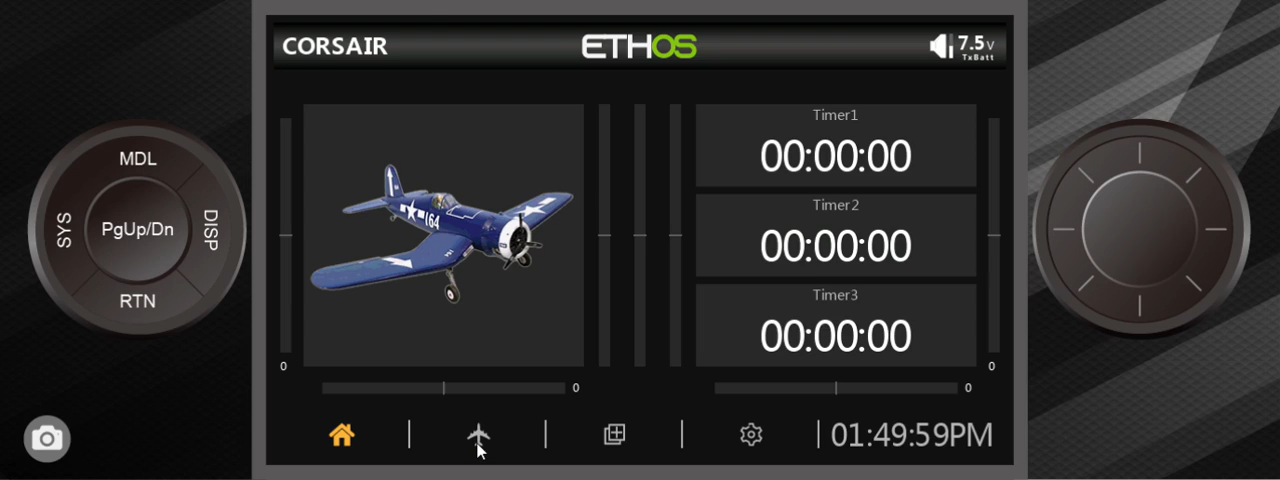 CORSAIR
ETHOS
7.5V
TxBatt
MDL
SYS
PgUp/Dn
DISP
RTN
164
Timer1
00:00:00
Timer2
00:00:00
Timer3
00:00:00
0
0
0
0
01:49:59PM